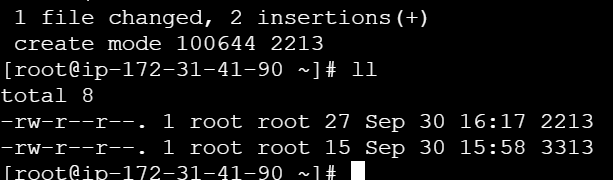 1 file changed, 2 insertions(+)
create mode 100644 2213
[root@ip-172-31-41-90 ~]# ll
total 8
-rw-r--r--. 1 root root 27 Sep 30 16:17 2213
-rw-r--r--. 1 root root 15 Sep 30 15:58 3313
[root@ip-172-31-41-90 ~]#